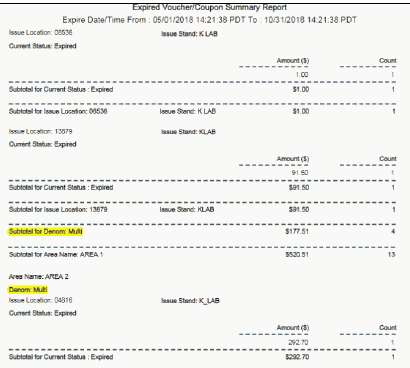 Expired Voucher/Coupon Summary Report
Expire Date/Time From : 05/01/2018 14:21:38 PDT To : 10/31/2018 14:21:38 PDT
Issue Location: 06536 Issue Stand: K LAB
Current Status: Expired
Amount ($) Count
1.00 1
Subtotal for Current Status : Expired $1.00 1
Subtotal for Issue Location: 06536 Issue Stand: K LAB $1.00 1
Issue Location: 13679 Issue Stand: KLAB
Current Status: Expired
Amount ($) Count
91.50 1
Subtotal for Current Status : Expired $91.50 1
Subtotal for Issue Location: 13679 Issue Stand: KLAB $91.50 1
Subtotal for Denom: Multi $177.51 4
Subtotal for Area Name: AREA 1 $520.51 13
Area Name: AREA 2
Denom: Multi
Issue Location: 04816 Issue Stand: K_LAB
Current Status: Expired
Amount ($) Count
292.70 1
Subtotal for Current Status : Expired $292.70 1